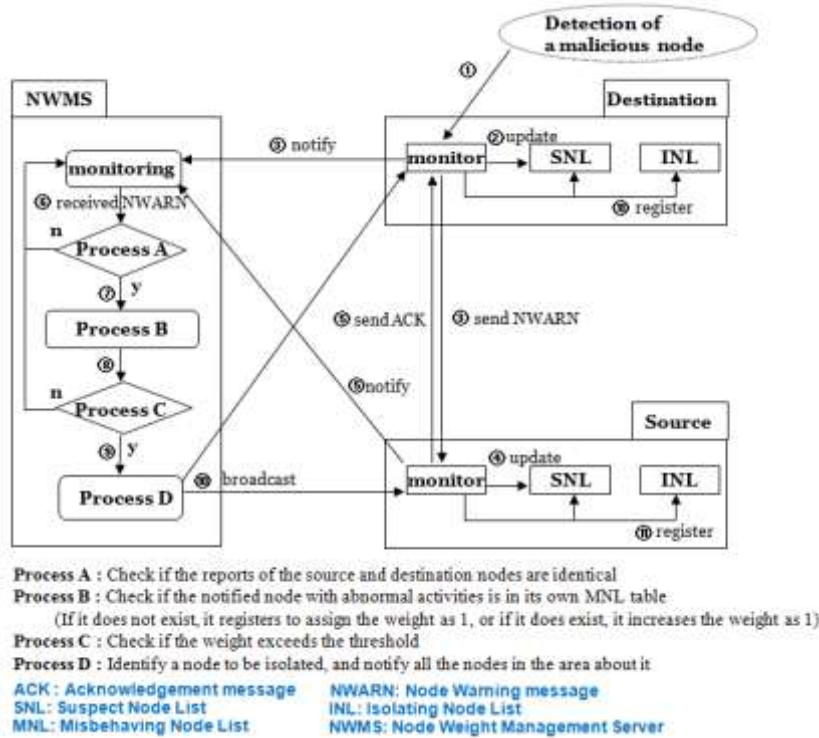 Detection of
a malicious node
①
NWMS
Destination
③ notify
monitor
② update
SNL
INL
monitoring
⑥ received NWARN
⑩ register
n
Process A
⑦ y
Process B
⑤ send ACK
③ send NWARN
⑧
n
⑤ notify
Process C
Source
⑨ y
④ update
monitor
SNL
INL
Process D
⑩ broadcast
⑪ register
Process A : Check if the reports of the source and destination nodes are identical
Process B : Check if the notified node with abnormal activities is in its own MNL table
(If it does not exist, it registers to assign the weight as 1, or if it does exist, it increases the weight as 1)
Process C : Check if the weight exceeds the threshold
Process D : Identify a node to be isolated, and notify all the nodes in the area about it
ACK : Acknowledgement message NWARN: Node Warning message
SNL: Suspect Node List INL: Isolating Node List
MNL: Misbehaving Node List NWMS: Node Weight Management Server